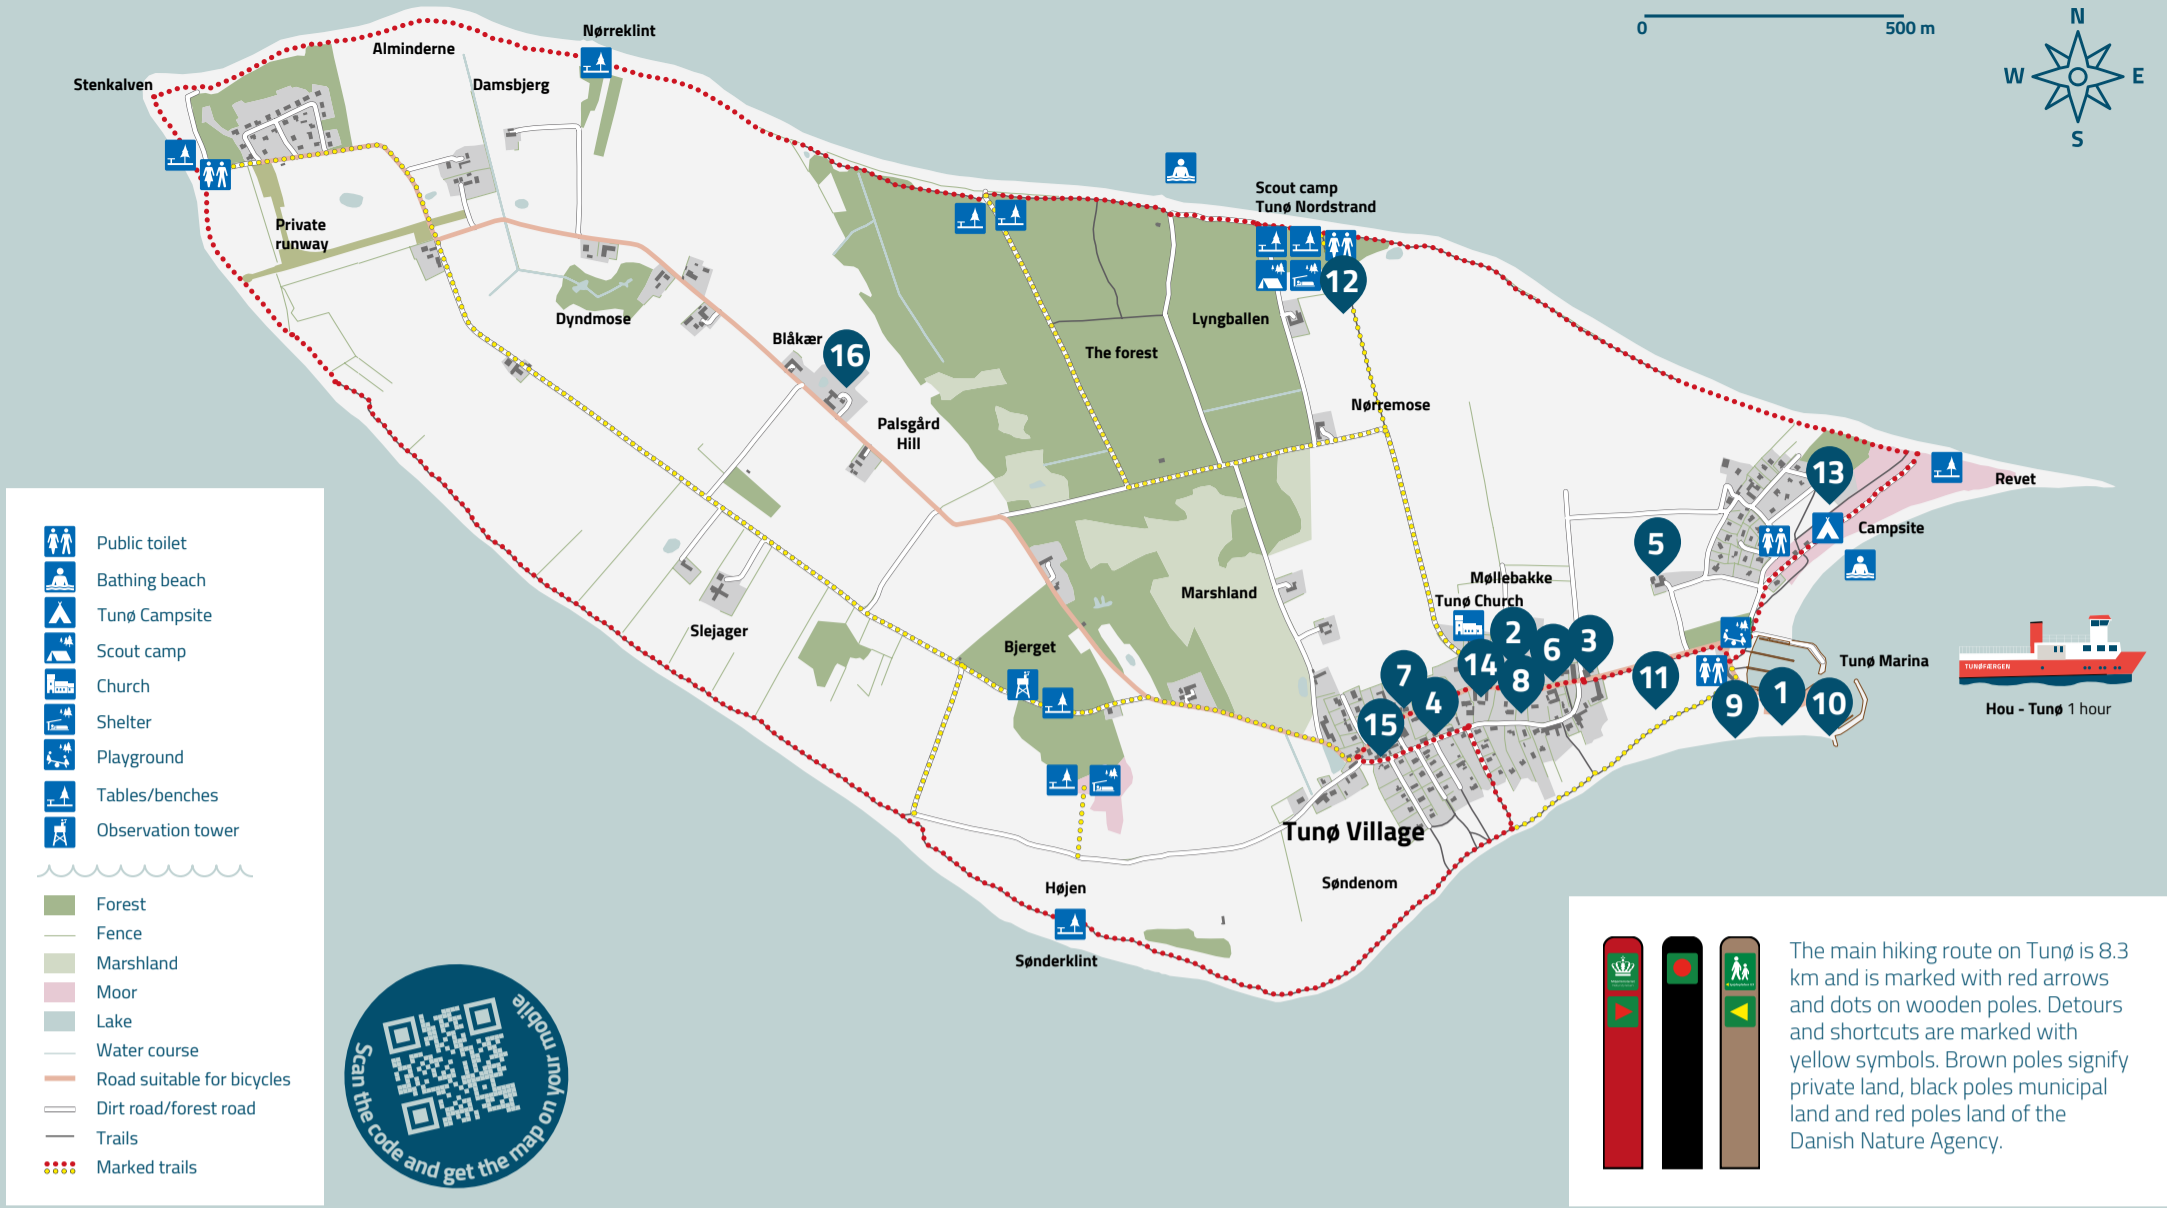 0
500 m
N
W
E
S
Nørreklint
Alminderne
Stenkalven
Damsbjerg
Scout camp
Tunø Nordstrand
Private
runway
12
Dyndmose
Lyngballen
Blåkær
16
The forest
Nørremose
Palsgård
Hill
13
Revet
Campsite
5
Møllebakke
Marshland
Tunø Church
Slejager
Bjerget
2
3
6
14
7
8
11
4
9
1
10
15
Tunø Marina
TUNØFÆRGEN
Hou - Tunø 1 hour
Tunø Village
Søndenom
Højen
Sønderklint
Public toilet
Bathing beach
Tunø Campsite
Scout camp
Church
Shelter
Playground
Tables/benches
Observation tower
Forest
Fence
Marshland
Moor
Lake
Water course
Road suitable for bicycles
Dirt road/forest road
Trails
Marked trails
Scan the code and get the map on your mobile
The main hiking route on Tunø is 8.3
km and is marked with red arrows
and dots on wooden poles. Detours
and shortcuts are marked with
yellow symbols. Brown poles signify
private land, black poles municipal
land and red poles land of the
Danish Nature Agency.